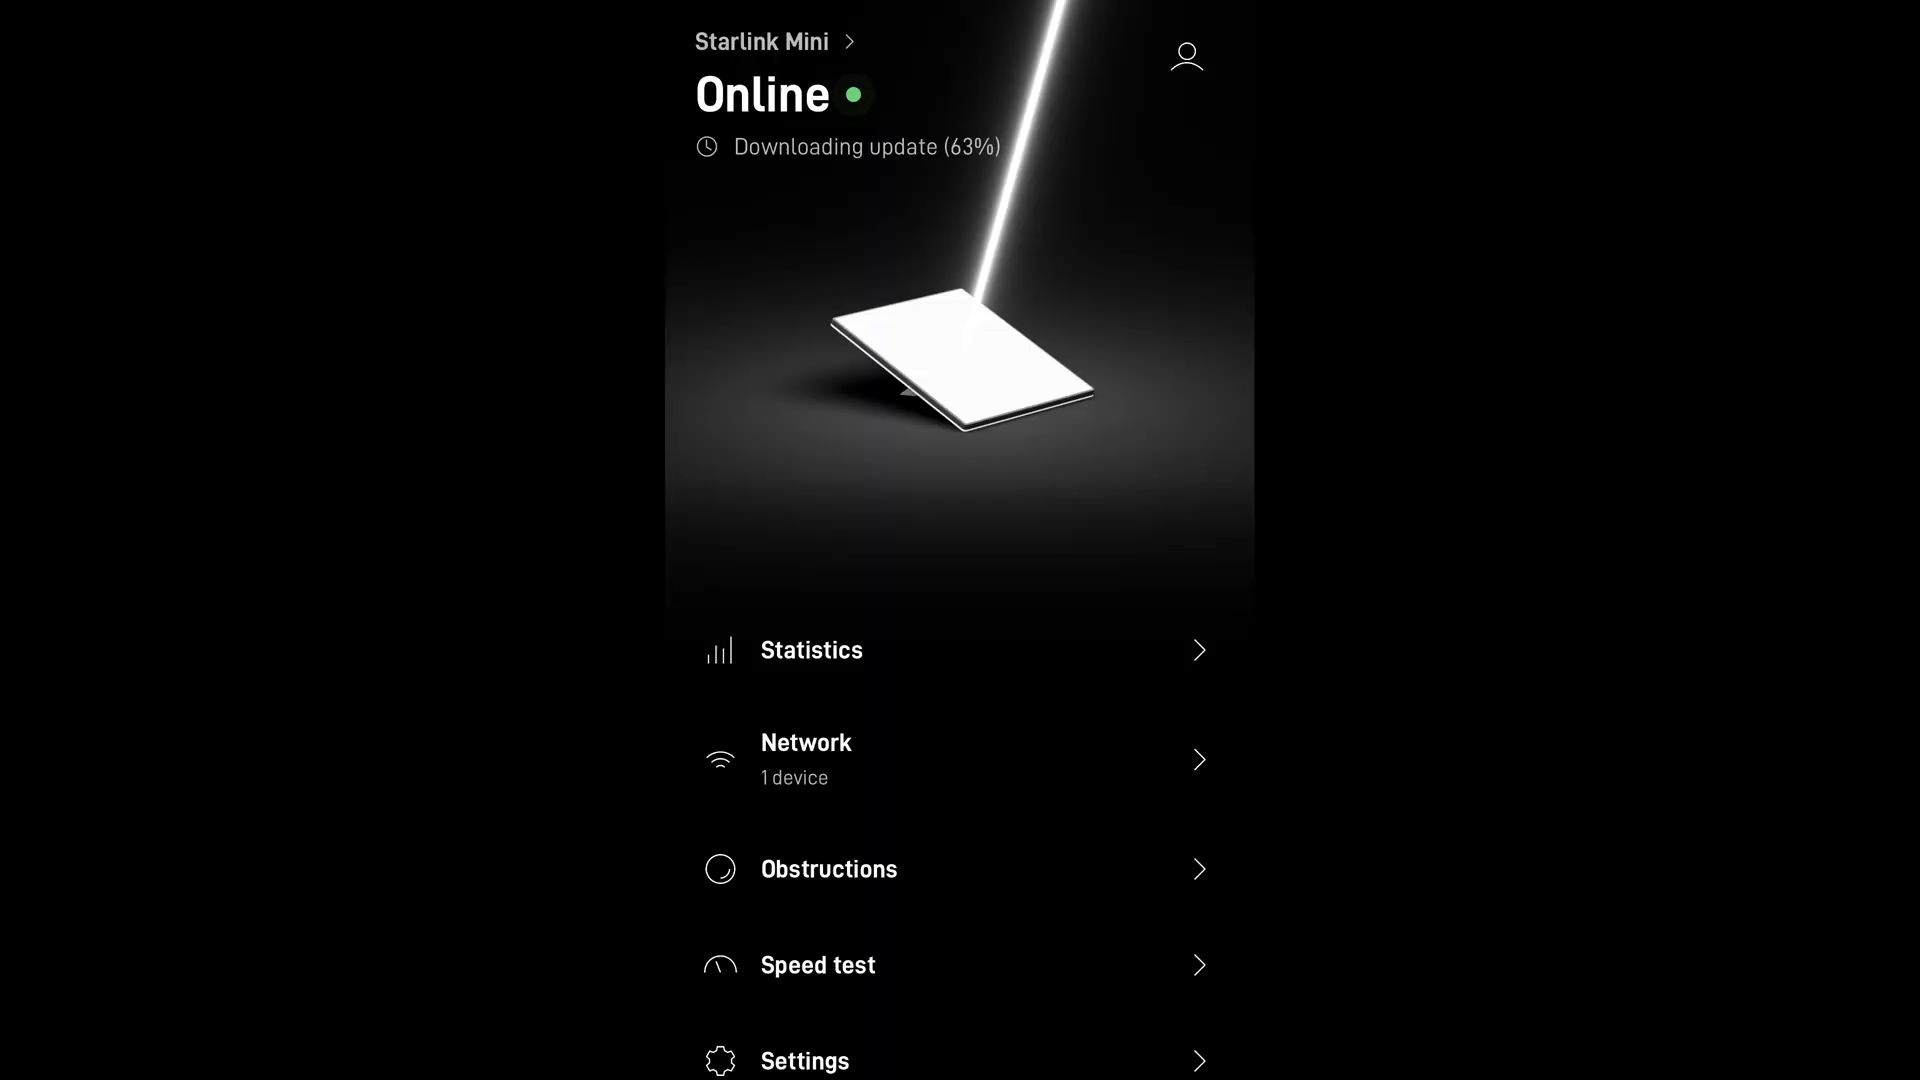 Starlink Mini
Online
Downloading update (63%)
Statistics
Network
1 device
Obstructions
Speed test
Settings